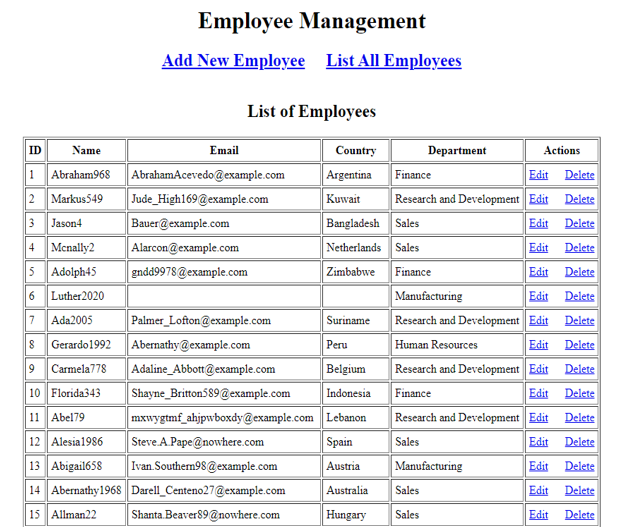 Employee Management
Add New Employee List All Employees
List of Employees
ID Name Email Country Department Actions
1 Abraham968 AbrahamAcevedo@example.com Argentina Finance Edit Delete
2 Markus549 Jude_High169@example.com Kuwait Research and Development Edit Delete
3 Jason4 Bauer@example.com Bangladesh Sales Edit Delete
4 Mcnally2 Alarcon@example.com Netherlands Sales Edit Delete
5 Adolph45 gndd9978@example.com Zimbabwe Finance Edit Delete
6 Luther2020 Manufacturing Edit Delete
7 Ada2005 Palmer_Lofton@example.com Suriname Research and Development Edit Delete
8 Gerardo1992 Abernathy@example.com Peru Human Resources Edit Delete
9 Carmela778 Adaline_Abbott@example.com Belgium Research and Development Edit Delete
10 Florida343 Shayne_Britton589@example.com Indonesia Finance Edit Delete
11 Abel79 mxwygtmf_ahjpwboxdy@example.com Lebanon Research and Development Edit Delete
12 Alesia1986 Steve.A.Pape@nowhere.com Spain Sales Edit Delete
13 Abigail658 Ivan.Southern98@example.com Austria Manufacturing Edit Delete
14 Abernathy1968 Darell_Centeno27@example.com Australia Sales Edit Delete
15 Allman22 Shanta.Beaver89@nowhere.com Hungary Sales Edit Delete